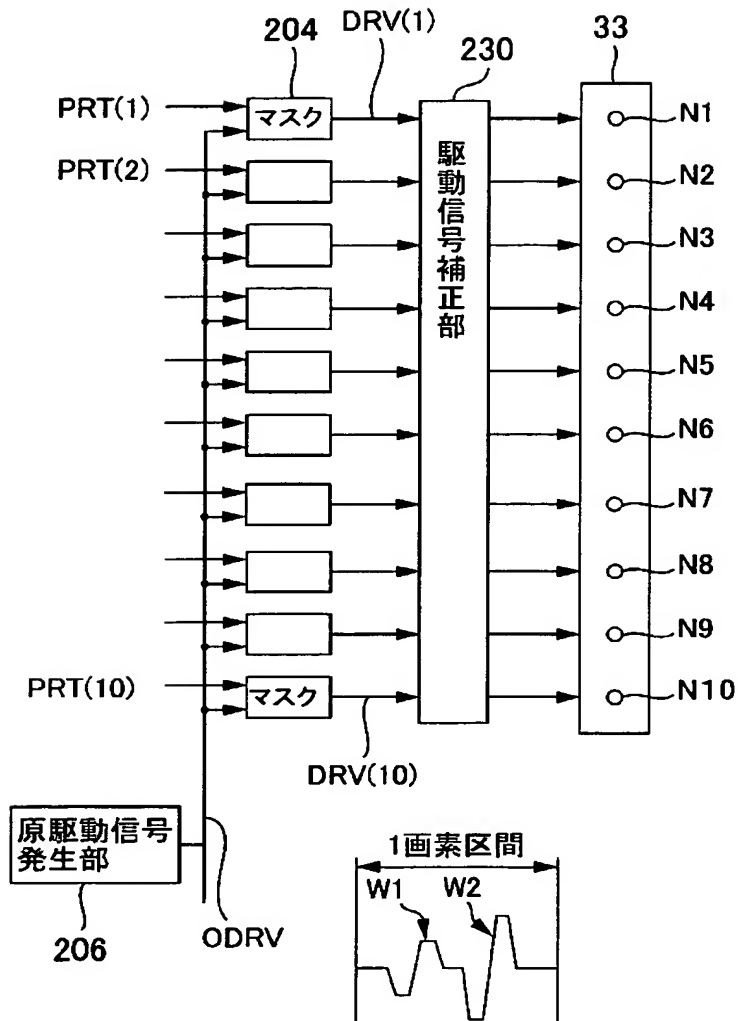 204
DRV(1)
230
33
PRT(1)
マスク
N1
PRT(2)
N2
駆動信号補正部
N3
N4
N5
N6
N7
N8
N9
PRT(10)
マスク
N10
DRV(10)
原駆動信号
発生部
206
ODRV
1画素区間
W1
W2